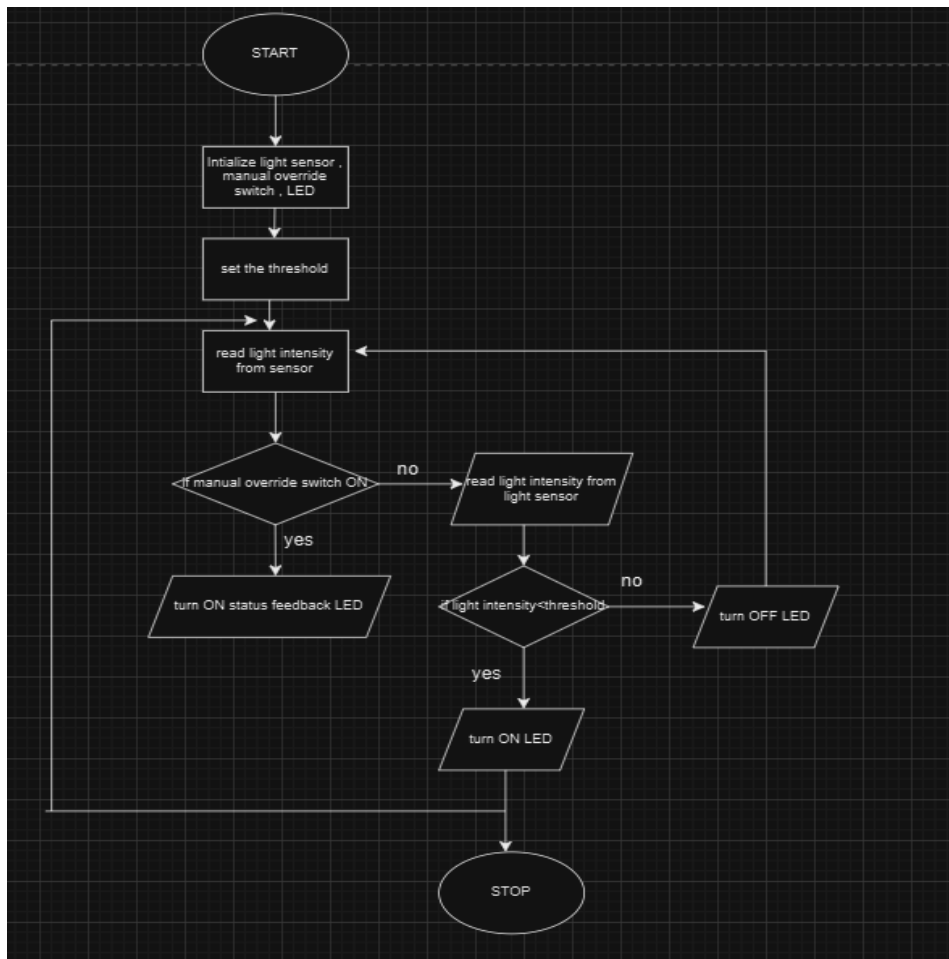 START
Intialize light sensor ,
manual override
switch , LED
set the threshold
read light intensity
from sensor
if manual override switch ON
no
read light intensity from
light sensor
yes
turn ON status feedback LED
if light intensity<threshold
no
turn OFF LED
yes
turn ON LED
STOP